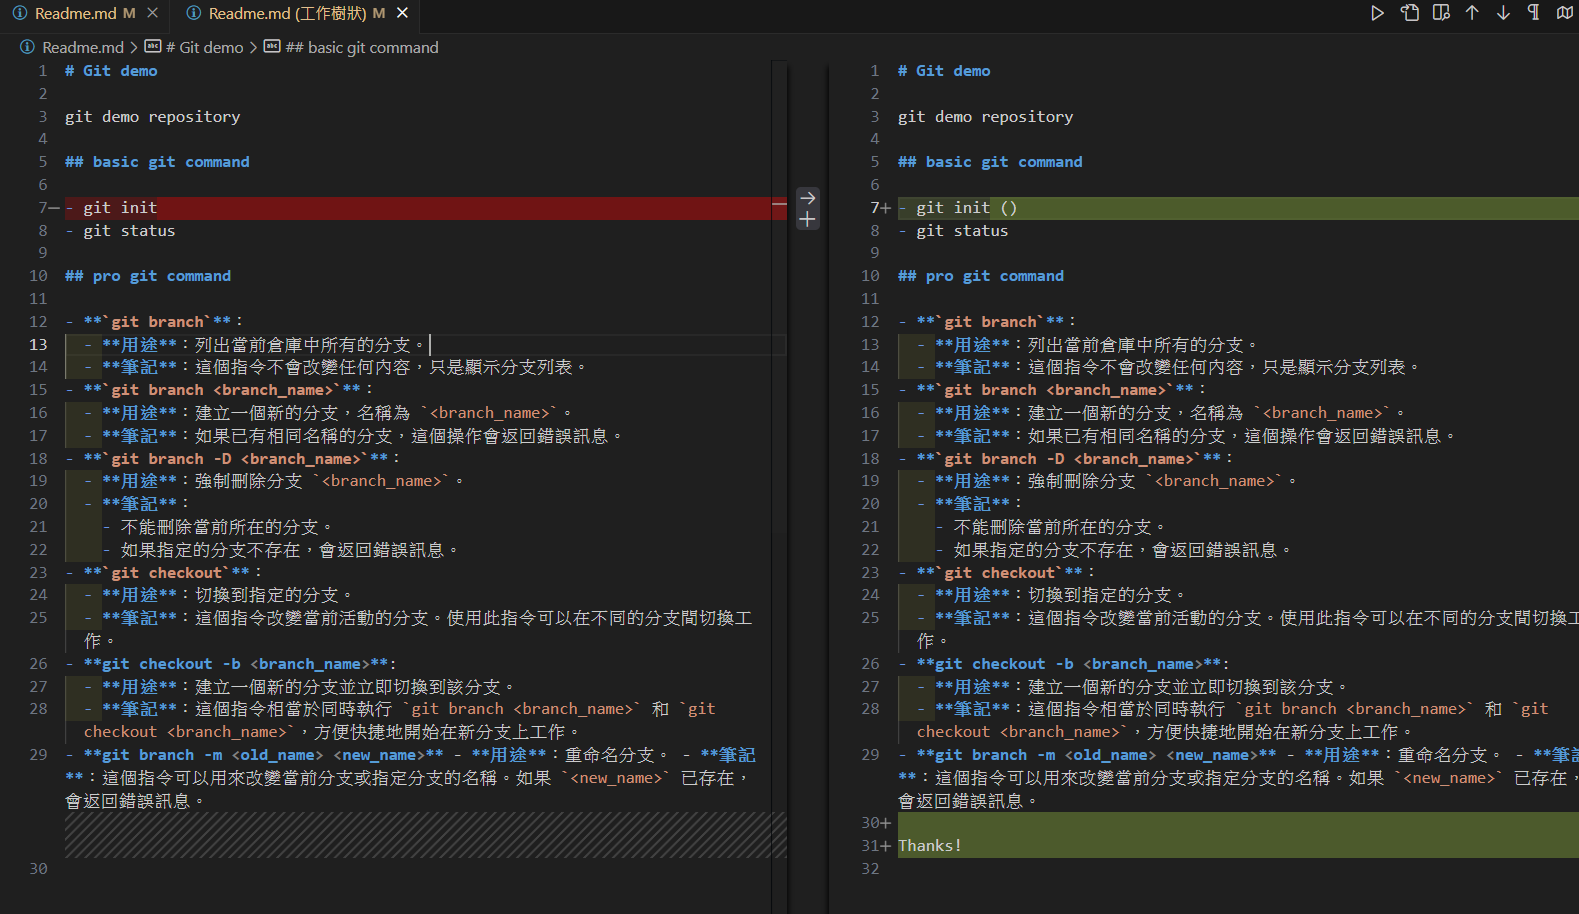 Readme.md M
Readme.md (工作樹狀) M
Readme.md > # Git demo > ## basic git command
1 # Git demo
2
3 git demo repository
4
5 ## basic git command
6
7 - git init
8 - git status
9
10 ## pro git command
11
12 - **`git branch`**：
13 - **用途**：列出當前倉庫中所有的分支。
14 - **筆記**：這個指令不會改變任何內容，只是顯示分支列表。
15 - **`git branch <branch_name>`**：
16 - **用途**：建立一個新的分支，名稱為 `<branch_name>`。
17 - **筆記**：如果已有相同名稱的分支，這個操作會返回錯誤訊息。
18 - **`git branch -D <branch_name>`**：
19 - **用途**：強制刪除分支 `<branch_name>`。
20 - **筆記**：
21 - 不能刪除當前所在的分支。
22 - 如果指定的分支不存在，會返回錯誤訊息。
23 - **`git checkout`**：
24 - **用途**：切換到指定的分支。
25 - **筆記**：這個指令改變當前活動的分支。使用此指令可以在不同的分支間切換工
作。
26 - **git checkout -b <branch_name>**:
27 - **用途**：建立一個新的分支並立即切換到該分支。
28 - **筆記**：這個指令相當於同時執行 `git branch <branch_name>` 和 `git
checkout <branch_name>`，方便快捷地開始在新分支上工作。
29 - **git branch -m <old_name> <new_name>** - **用途**：重命名分支。 - **筆記
**：這個指令可以用來改變當前分支或指定分支的名稱。如果 `<new_name>` 已存在，
會返回錯誤訊息。
30
1 # Git demo
2
3 git demo repository
4
5 ## basic git command
6
7+ - git init ()
8 - git status
9
10 ## pro git command
11
12 - **`git branch`**：
13 - **用途**：列出當前倉庫中所有的分支。
14 - **筆記**：這個指令不會改變任何內容，只是顯示分支列表。
15 - **`git branch <branch_name>`**：
16 - **用途**：建立一個新的分支，名稱為 `<branch_name>`。
17 - **筆記**：如果已有相同名稱的分支，這個操作會返回錯誤訊息。
18 - **`git branch -D <branch_name>`**：
19 - **用途**：強制刪除分支 `<branch_name>`。
20 - **筆記**：
21 - 不能刪除當前所在的分支。
22 - 如果指定的分支不存在，會返回錯誤訊息。
23 - **`git checkout`**：
24 - **用途**：切換到指定的分支。
25 - **筆記**：這個指令改變當前活動的分支。使用此指令可以在不同的分支間切換工
作。
26 - **git checkout -b <branch_name>**:
27 - **用途**：建立一個新的分支並立即切換到該分支。
28 - **筆記**：這個指令相當於同時執行 `git branch <branch_name>` 和 `git
checkout <branch_name>`，方便快捷地開始在新分支上工作。
29 - **git branch -m <old_name> <new_name>** - **用途**：重命名分支。 - **筆記
**：這個指令可以用來改變當前分支或指定分支的名稱。如果 `<new_name>` 已存在，
會返回錯誤訊息。
30+
31+ Thanks!
32